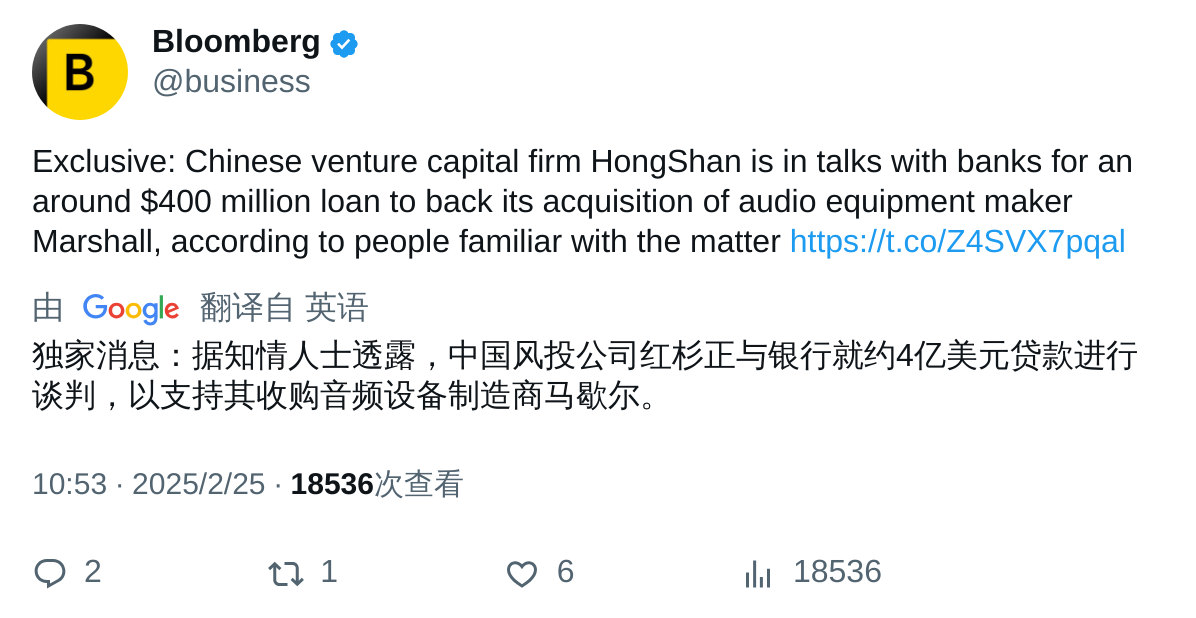 B
Bloomberg
@business
Exclusive: Chinese venture capital firm HongShan is in talks with banks for an
around $400 million loan to back its acquisition of audio equipment maker
Marshall, according to people familiar with the matter https://t.co/Z4SVX7pqal
由 Google 翻译自 英语
独家消息：据知情人士透露，中国风投公司红杉正与银行就约4亿美元贷款进行
谈判，以支持其收购音频设备制造商马歇尔。
10:53 · 2025/2/25 · 18536次查看
2 1 6 18536